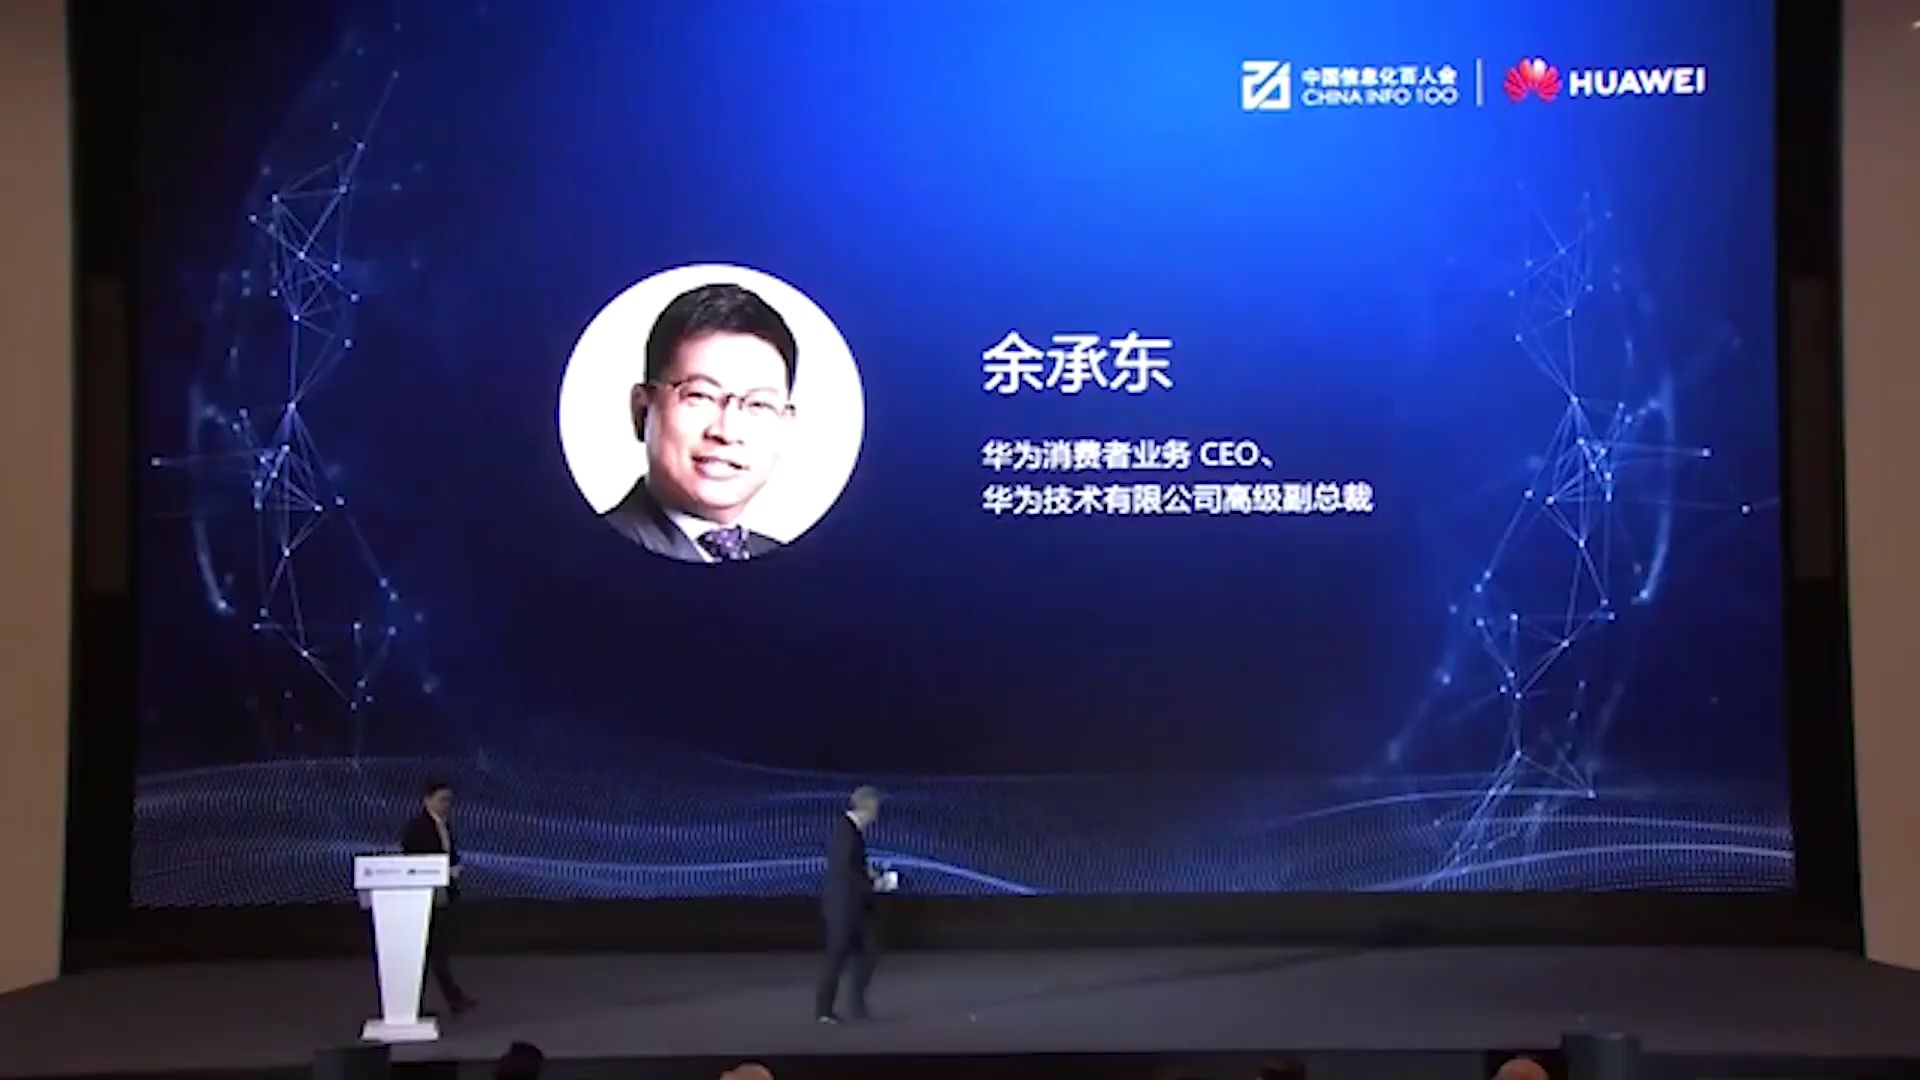 中国信息化百人会
CHINA INFO 100
HUAWEI
余承东
华为消费者业务 CEO、
华为技术有限公司高级副总裁